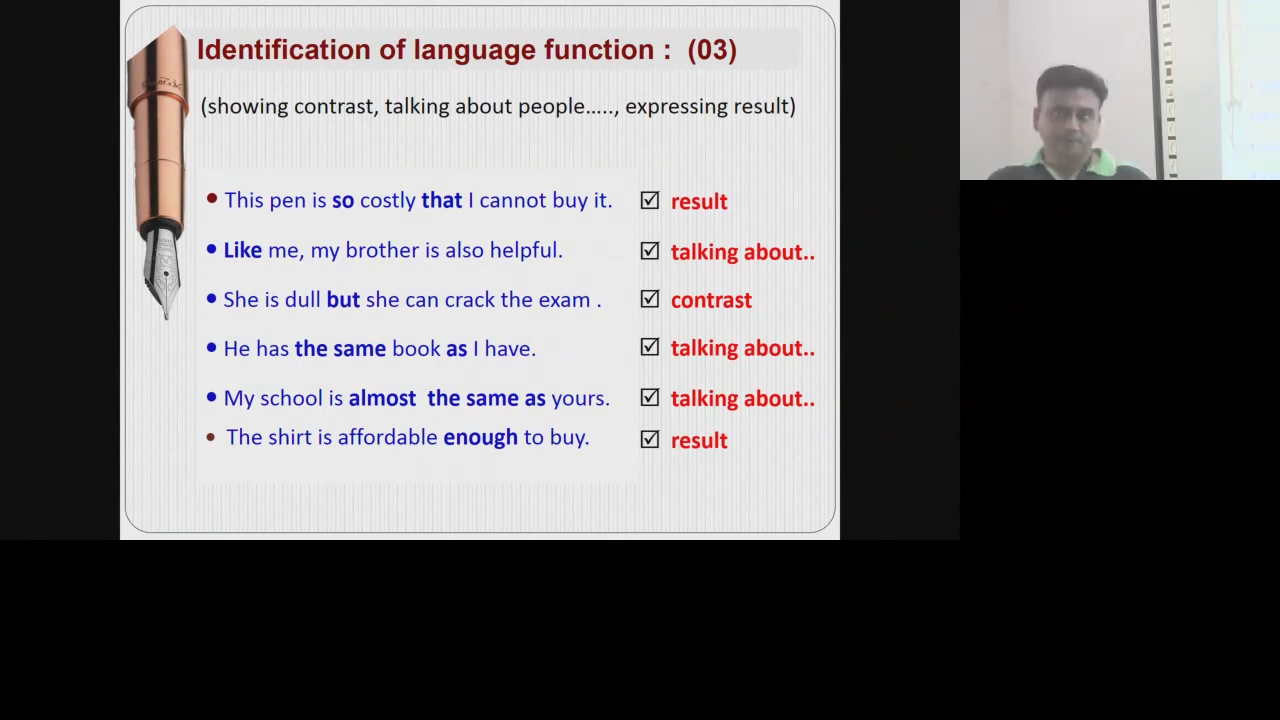 Identification of language function : (03)
(showing contrast, talking about people....., expressing result)
This pen is so costly that I cannot buy it. result
Like me, my brother is also helpful. talking about..
She is dull but she can crack the exam . contrast
He has the same book as I have. talking about..
My school is almost the same as yours. talking about..
The shirt is affordable enough to buy. result